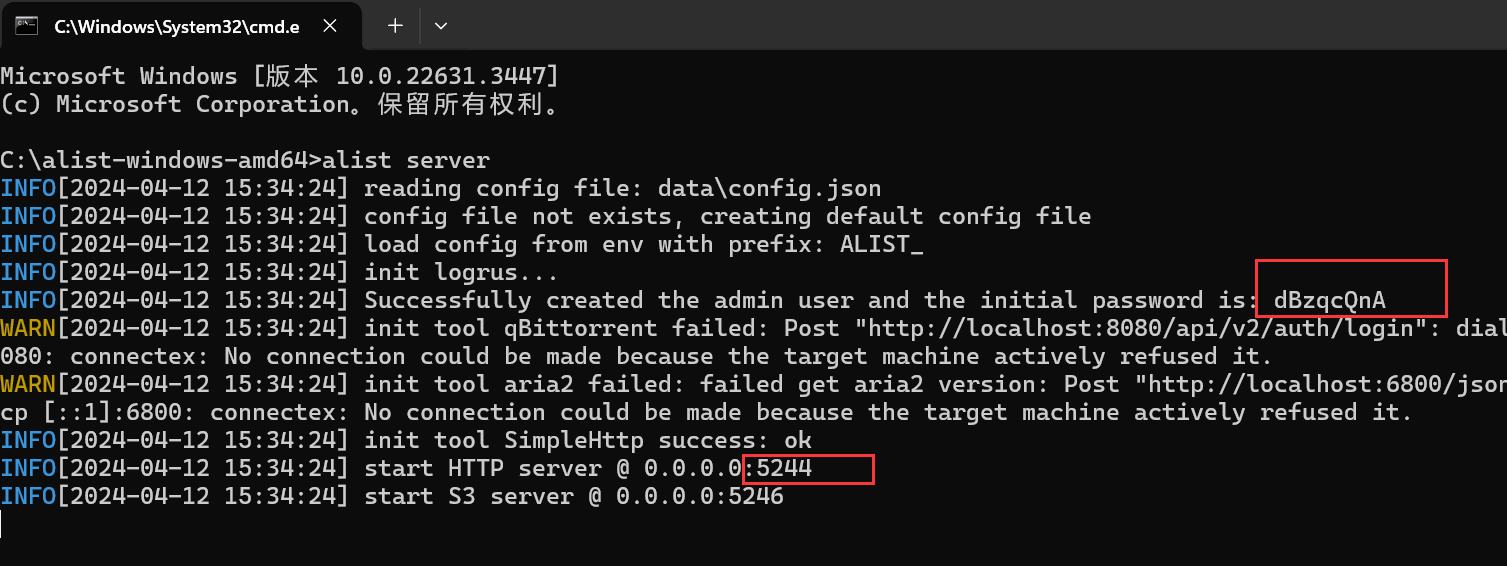 C:\Windows\System32\cmd.e
Microsoft Windows [版本 10.0.22631.3447]
(c) Microsoft Corporation。保留所有权利。
C:\alist-windows-amd64>alist server
INFO[2024-04-12 15:34:24] reading config file: data\config.json
INFO[2024-04-12 15:34:24] config file not exists, creating default config file
INFO[2024-04-12 15:34:24] load config from env with prefix: ALIST_
INFO[2024-04-12 15:34:24] init logrus...
INFO[2024-04-12 15:34:24] Successfully created the admin user and the initial password is: dBzqcQnA
WARN[2024-04-12 15:34:24] init tool qBittorrent failed: Post "http://localhost:8080/api/v2/auth/login": dial
080: connectex: No connection could be made because the target machine actively refused it.
WARN[2024-04-12 15:34:24] init tool aria2 failed: failed get aria2 version: Post "http://localhost:6800/json
cp [::1]:6800: connectex: No connection could be made because the target machine actively refused it.
INFO[2024-04-12 15:34:24] init tool SimpleHttp success: ok
INFO[2024-04-12 15:34:24] start HTTP server @ 0.0.0.0:5244
INFO[2024-04-12 15:34:24] start S3 server @ 0.0.0.0:5246